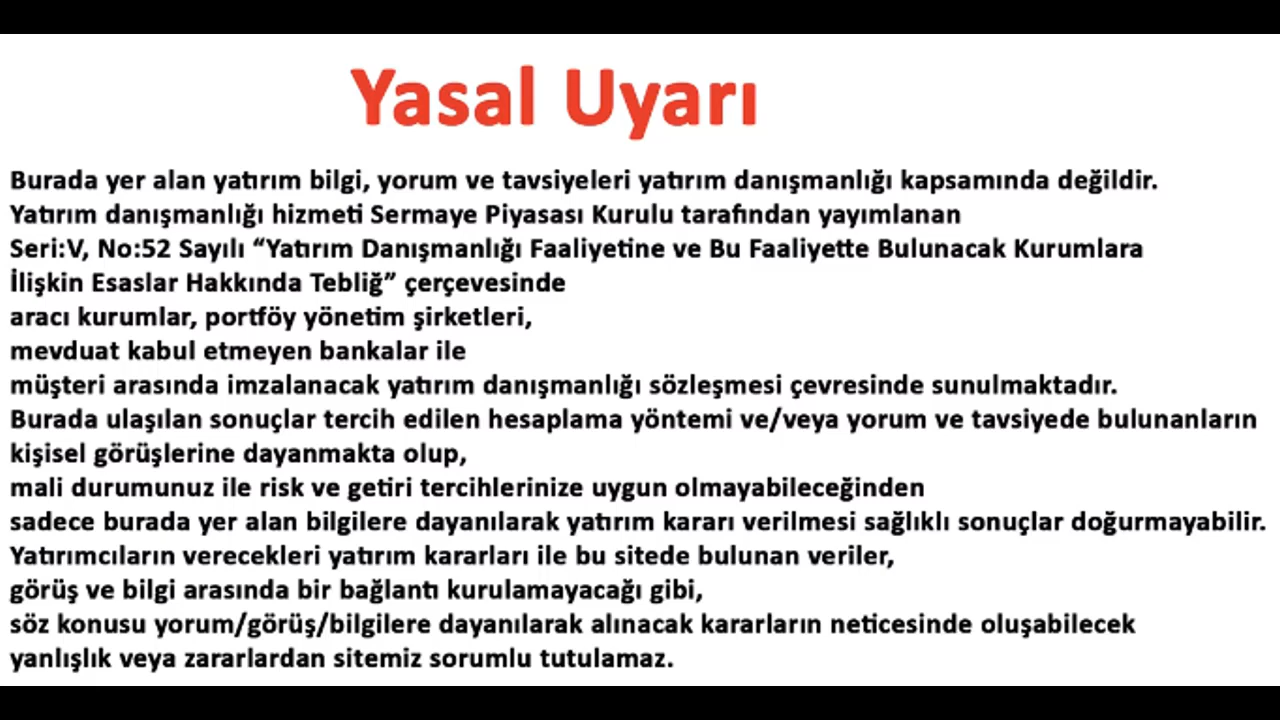 Yasal Uyarı
Burada yer alan yatırım bilgi, yorum ve tavsiyeleri yatırım danışmanlığı kapsamında değildir.
Yatırım danışmanlığı hizmeti Sermaye Piyasası Kurulu tarafından yayımlanan
Seri:V, No:52 Sayılı “Yatırım Danışmanlığı Faaliyetine ve Bu Faaliyette Bulunacak Kurumlara
İlişkin Esaslar Hakkında Tebliğ” çerçevesinde
aracı kurumlar, portföy yönetim şirketleri,
mevduat kabul etmeyen bankalar ile
müşteri arasında imzalanacak yatırım danışmanlığı sözleşmesi çevresinde sunulmaktadır.
Burada ulaşılan sonuçlar tercih edilen hesaplama yöntemi ve/veya yorum ve tavsiyede bulunanların
kişisel görüşlerine dayanmakta olup,
mali durumunuz ile risk ve getiri tercihlerinize uygun olmayabileceğinden
sadece burada yer alan bilgilere dayanılarak yatırım kararı verilmesi sağlıklı sonuçlar doğurmayabilir.
Yatırımcıların verecekleri yatırım kararları ile bu sitede bulunan veriler,
görüş ve bilgi arasında bir bağlantı kurulamayacağı gibi,
söz konusu yorum/görüş/bilgilere dayanılarak alınacak kararların neticesinde oluşabilecek
yanlışlık veya zararlardan sitemiz sorumlu tutulamaz.